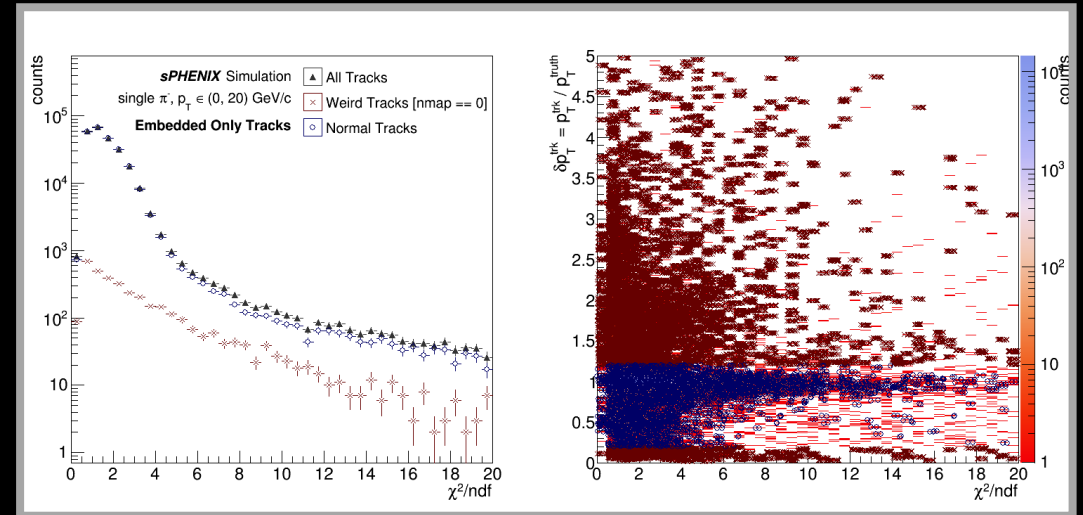 counts
sPHENIX Simulation
single π⁻, p_T ∈ (0, 20) GeV/c
Embedded Only Tracks
All Tracks
Weird Tracks [nmap == 0]
Normal Tracks
10⁵
10⁴
10³
10²
10
1
0 2 4 6 8 10 12 14 16 18 20
χ²/ndf
δp_T^trk = p_T^trk / p_T^truth
5
4.5
4
3.5
3
2.5
2
1.5
1
0.5
0
0 2 4 6 8 10 12 14 16 18 20
χ²/ndf
counts
10³
10²
10
1